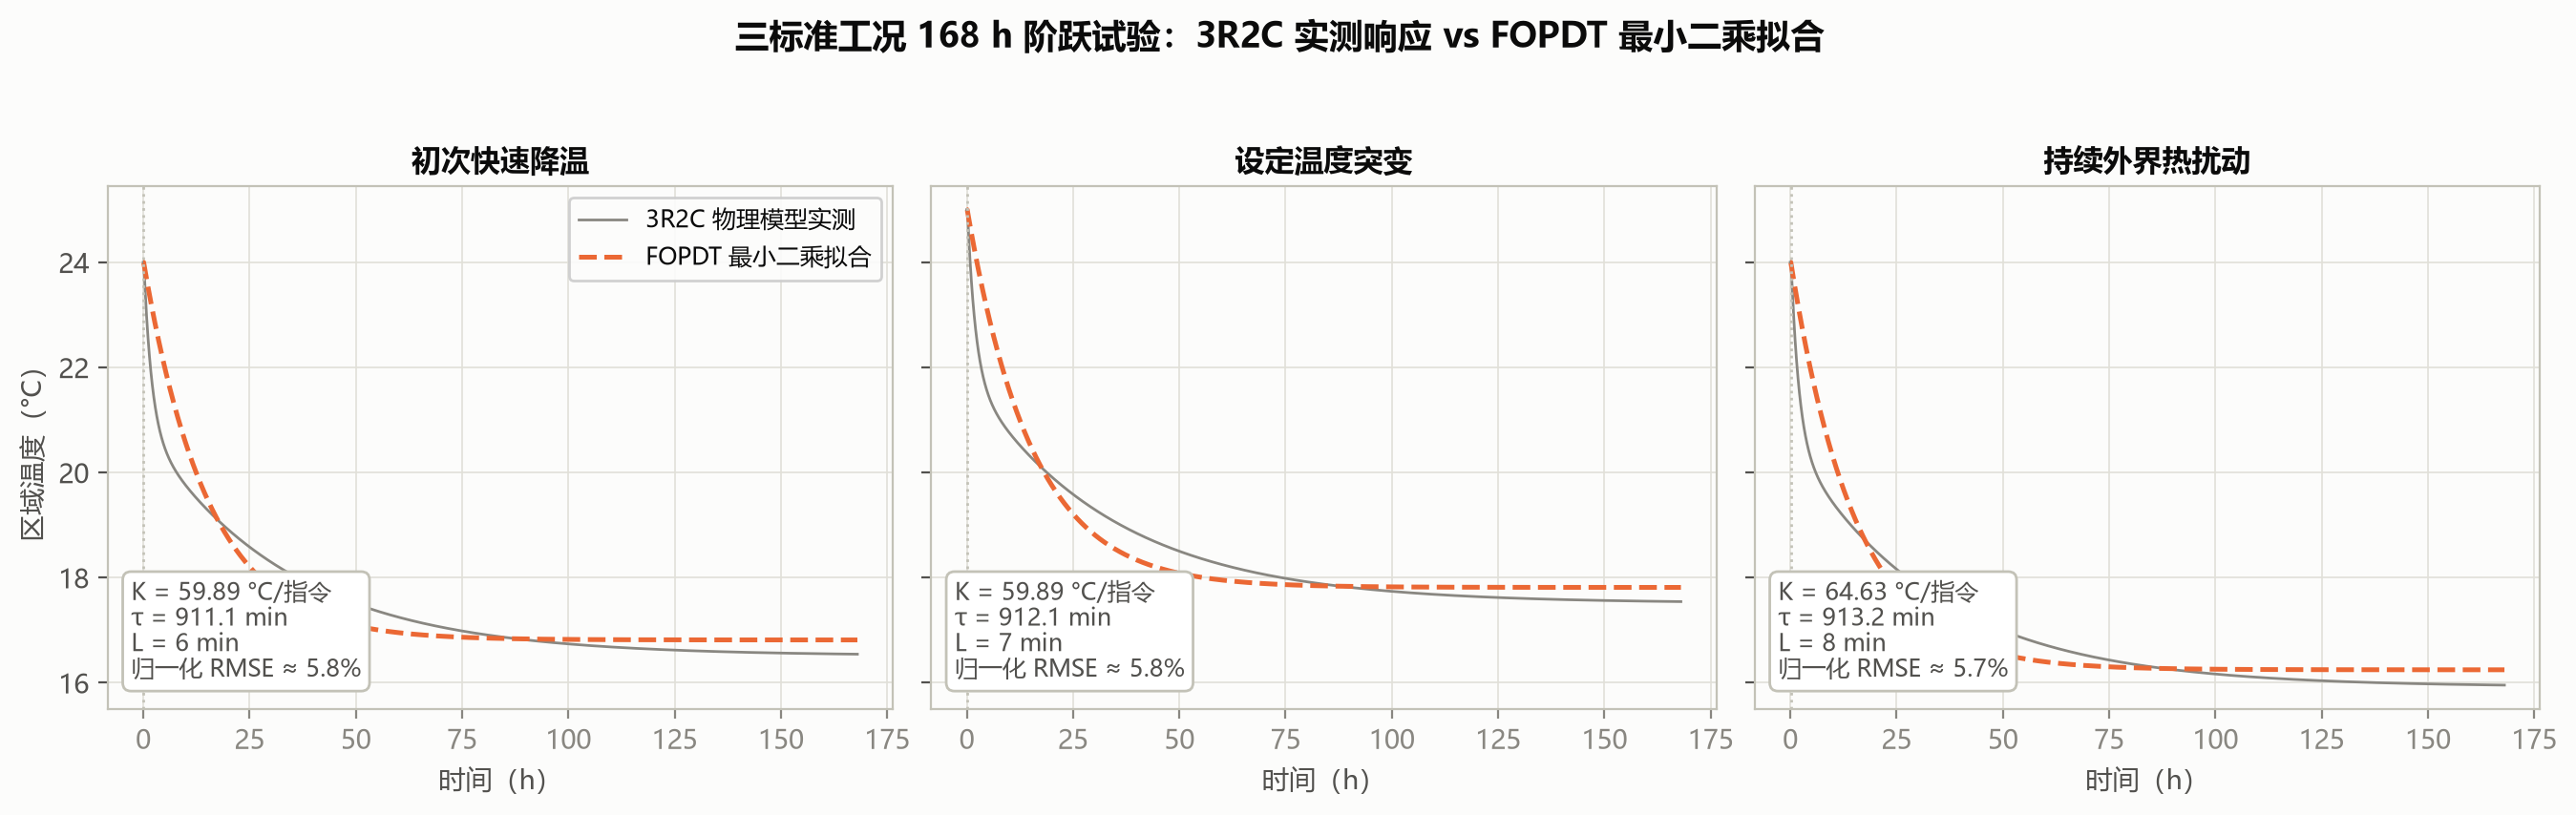 三标准工况 168 h 阶跃试验：3R2C 实测响应 vs FOPDT 最小二乘拟合
初次快速降温
设定温度突变
持续外界热扰动
3R2C 物理模型实测
FOPDT 最小二乘拟合
区域温度（°C）
24
22
20
18
16
K = 59.89 °C/指令
τ = 911.1 min
L = 6 min
归一化 RMSE ≈ 5.8%
K = 59.89 °C/指令
τ = 912.1 min
L = 7 min
归一化 RMSE ≈ 5.8%
K = 64.63 °C/指令
τ = 913.2 min
L = 8 min
归一化 RMSE ≈ 5.7%
0 25 50 75 100 125 150 175
0 25 50 75 100 125 150 175
0 25 50 75 100 125 150 175
时间（h）
时间（h）
时间（h）